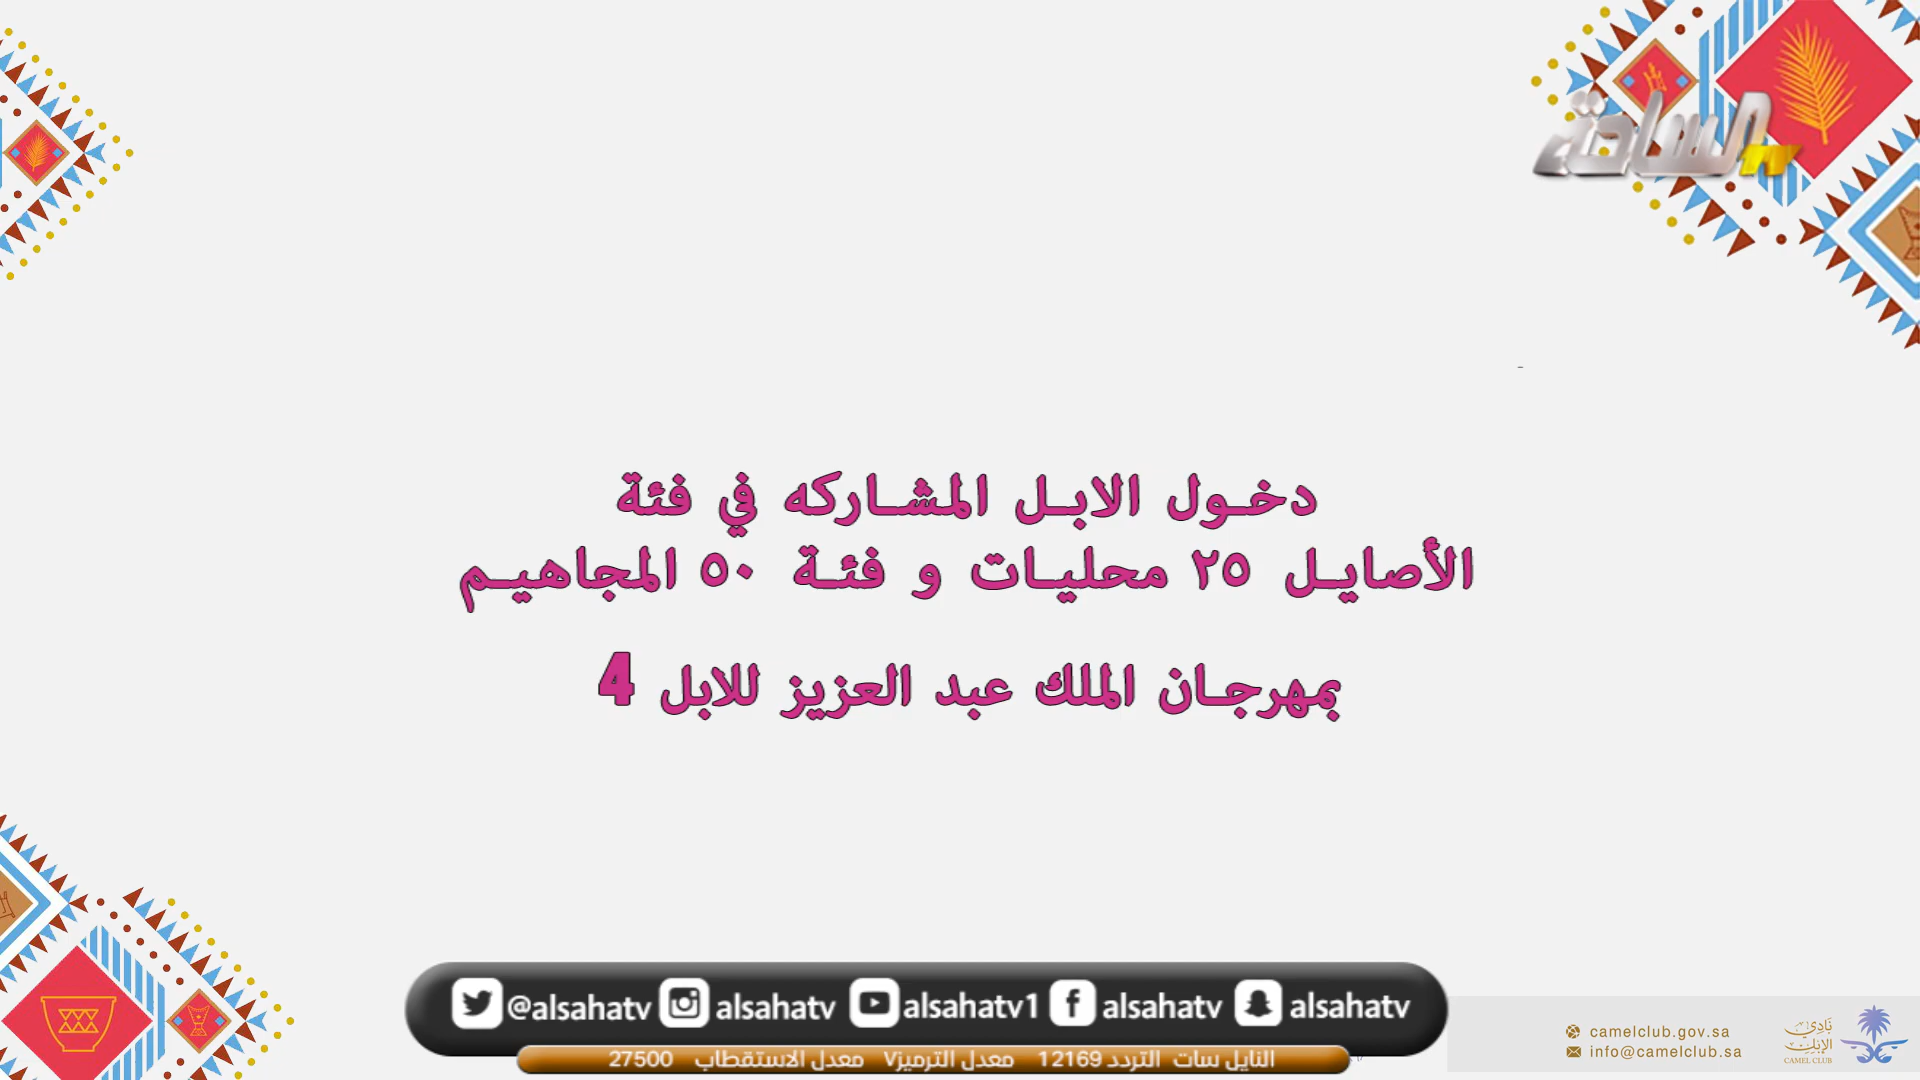 الساحة
دخول الابل المشاركه في فئة
الأصايل ٢٥ محليات و فئة ٥٠ المجاهيم
بمهرجان الملك عبد العزيز للابل 4
@alsahatv alsahatv alsahatv1 alsahatv alsahatv
النايل سات التردد 12169 معدل الترميز٧ معدل الاستقطاب 27500
camelclub.gov.sa
info@camelclub.sa
نادي
الإبل
CAMEL CLUB